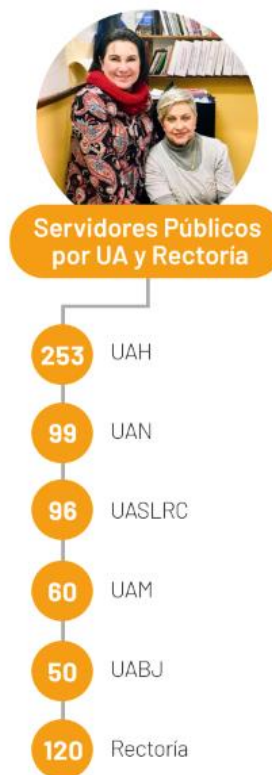 Servidores Públicos
por UA y Rectoría
253 UAH
99 UAN
96 UASLRC
60 UAM
50 UABJ
120 Rectoría